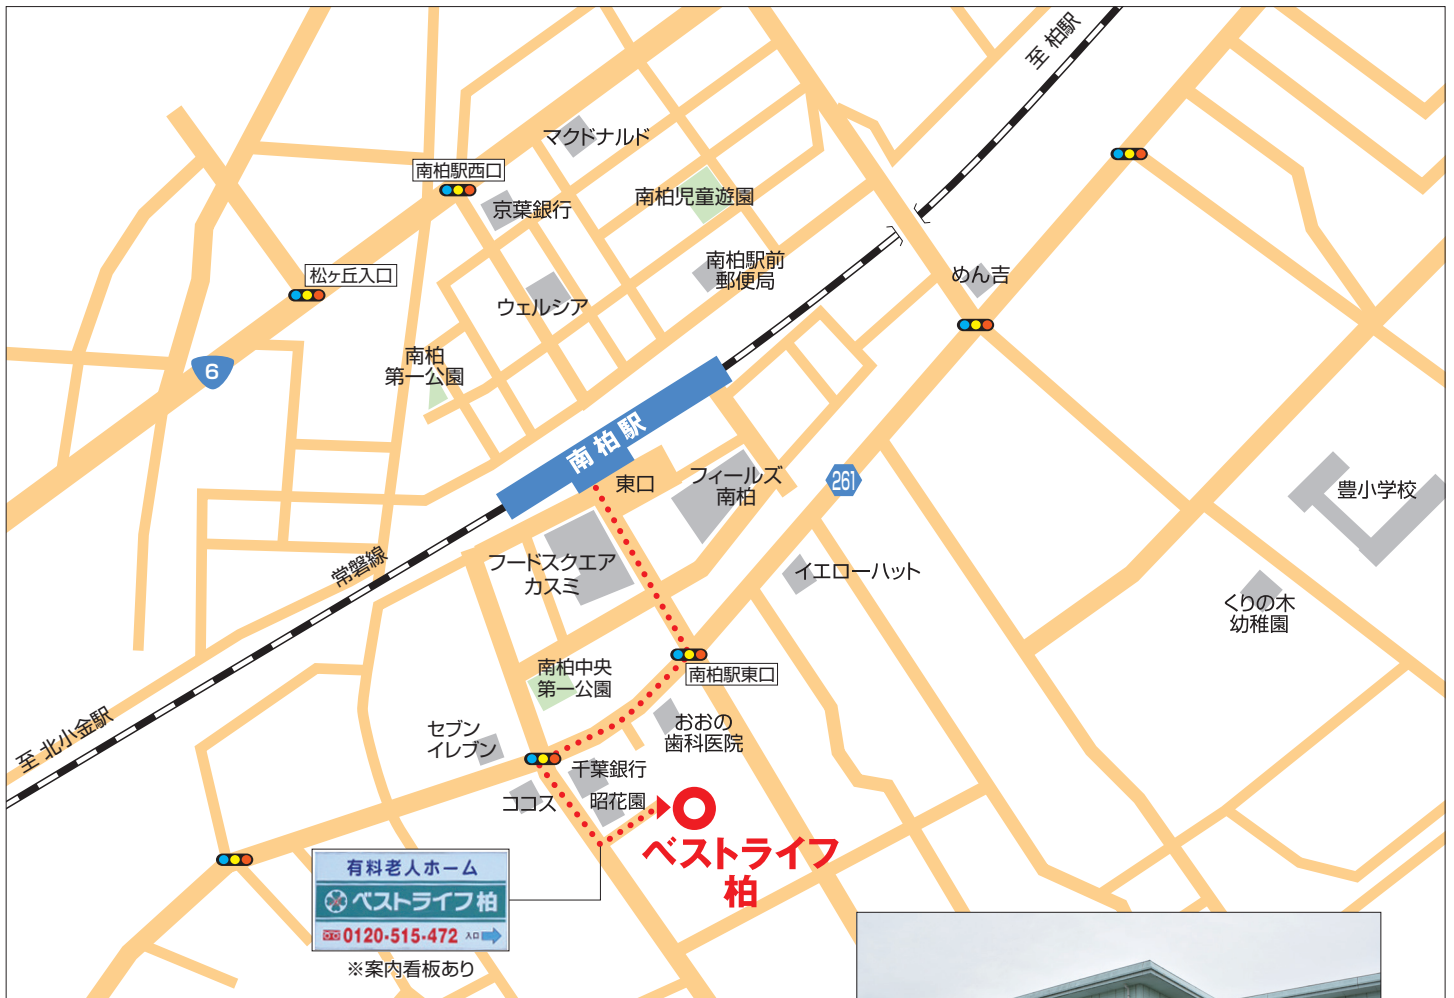 至 柏駅
マクドナルド
南柏駅西口
京葉銀行
南柏児童遊園
松ヶ丘入口
南柏駅前
郵便局
めん吉
ウェルシア
6
南柏
第一公園
南柏駅
東口
フィールズ
南柏
261
豊小学校
常磐線
フードスクエア
カスミ
イエローハット
くりの木
幼稚園
南柏中央
第一公園
南柏駅東口
至 北小金駅
セブン
イレブン
おおの
歯科医院
千葉銀行
ココス
昭花園
ベストライフ
柏
有料老人ホーム
ベストライフ柏
0120-515-472 入口
※案内看板あり